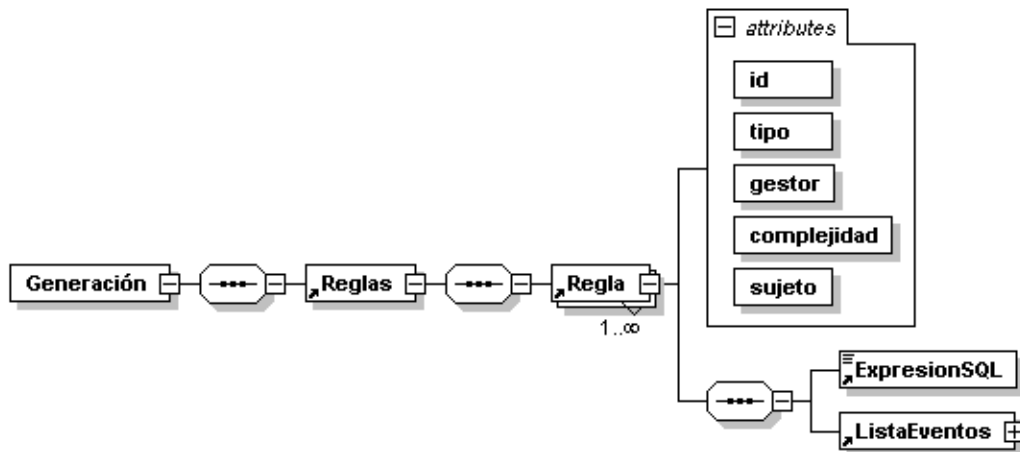 attributes
id
tipo
gestor
complejidad
sujeto
Generación
Reglas
Regla
1..∞
ExpresionSQL
ListaEventos